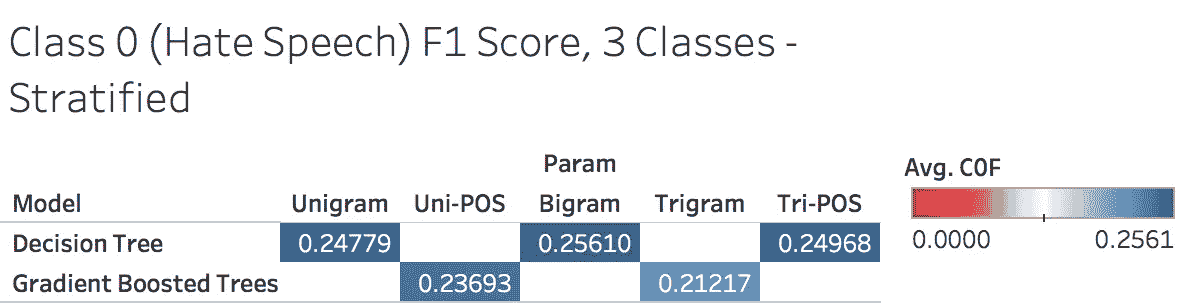 Class 0 (Hate Speech) F1 Score, 3 Classes -
Stratified
Param
Avg. C0F
Model Unigram Uni-POS Bigram Trigram Tri-POS
0.0000 0.2561
Decision Tree 0.24779 0.25610 0.24968
Gradient Boosted Trees 0.23693 0.21217